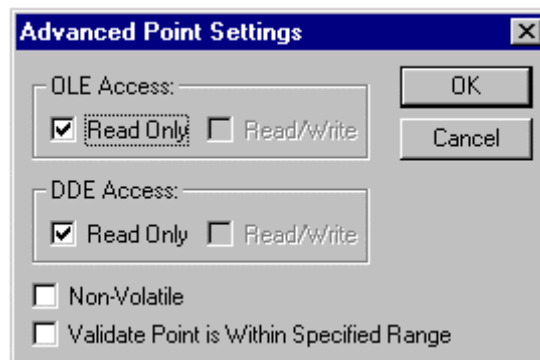 Advanced Point Settings
OLE Access:
Read Only Read/Write
OK
Cancel
DDE Access:
Read Only Read/Write
Non-Volatile
Validate Point is Within Specified Range